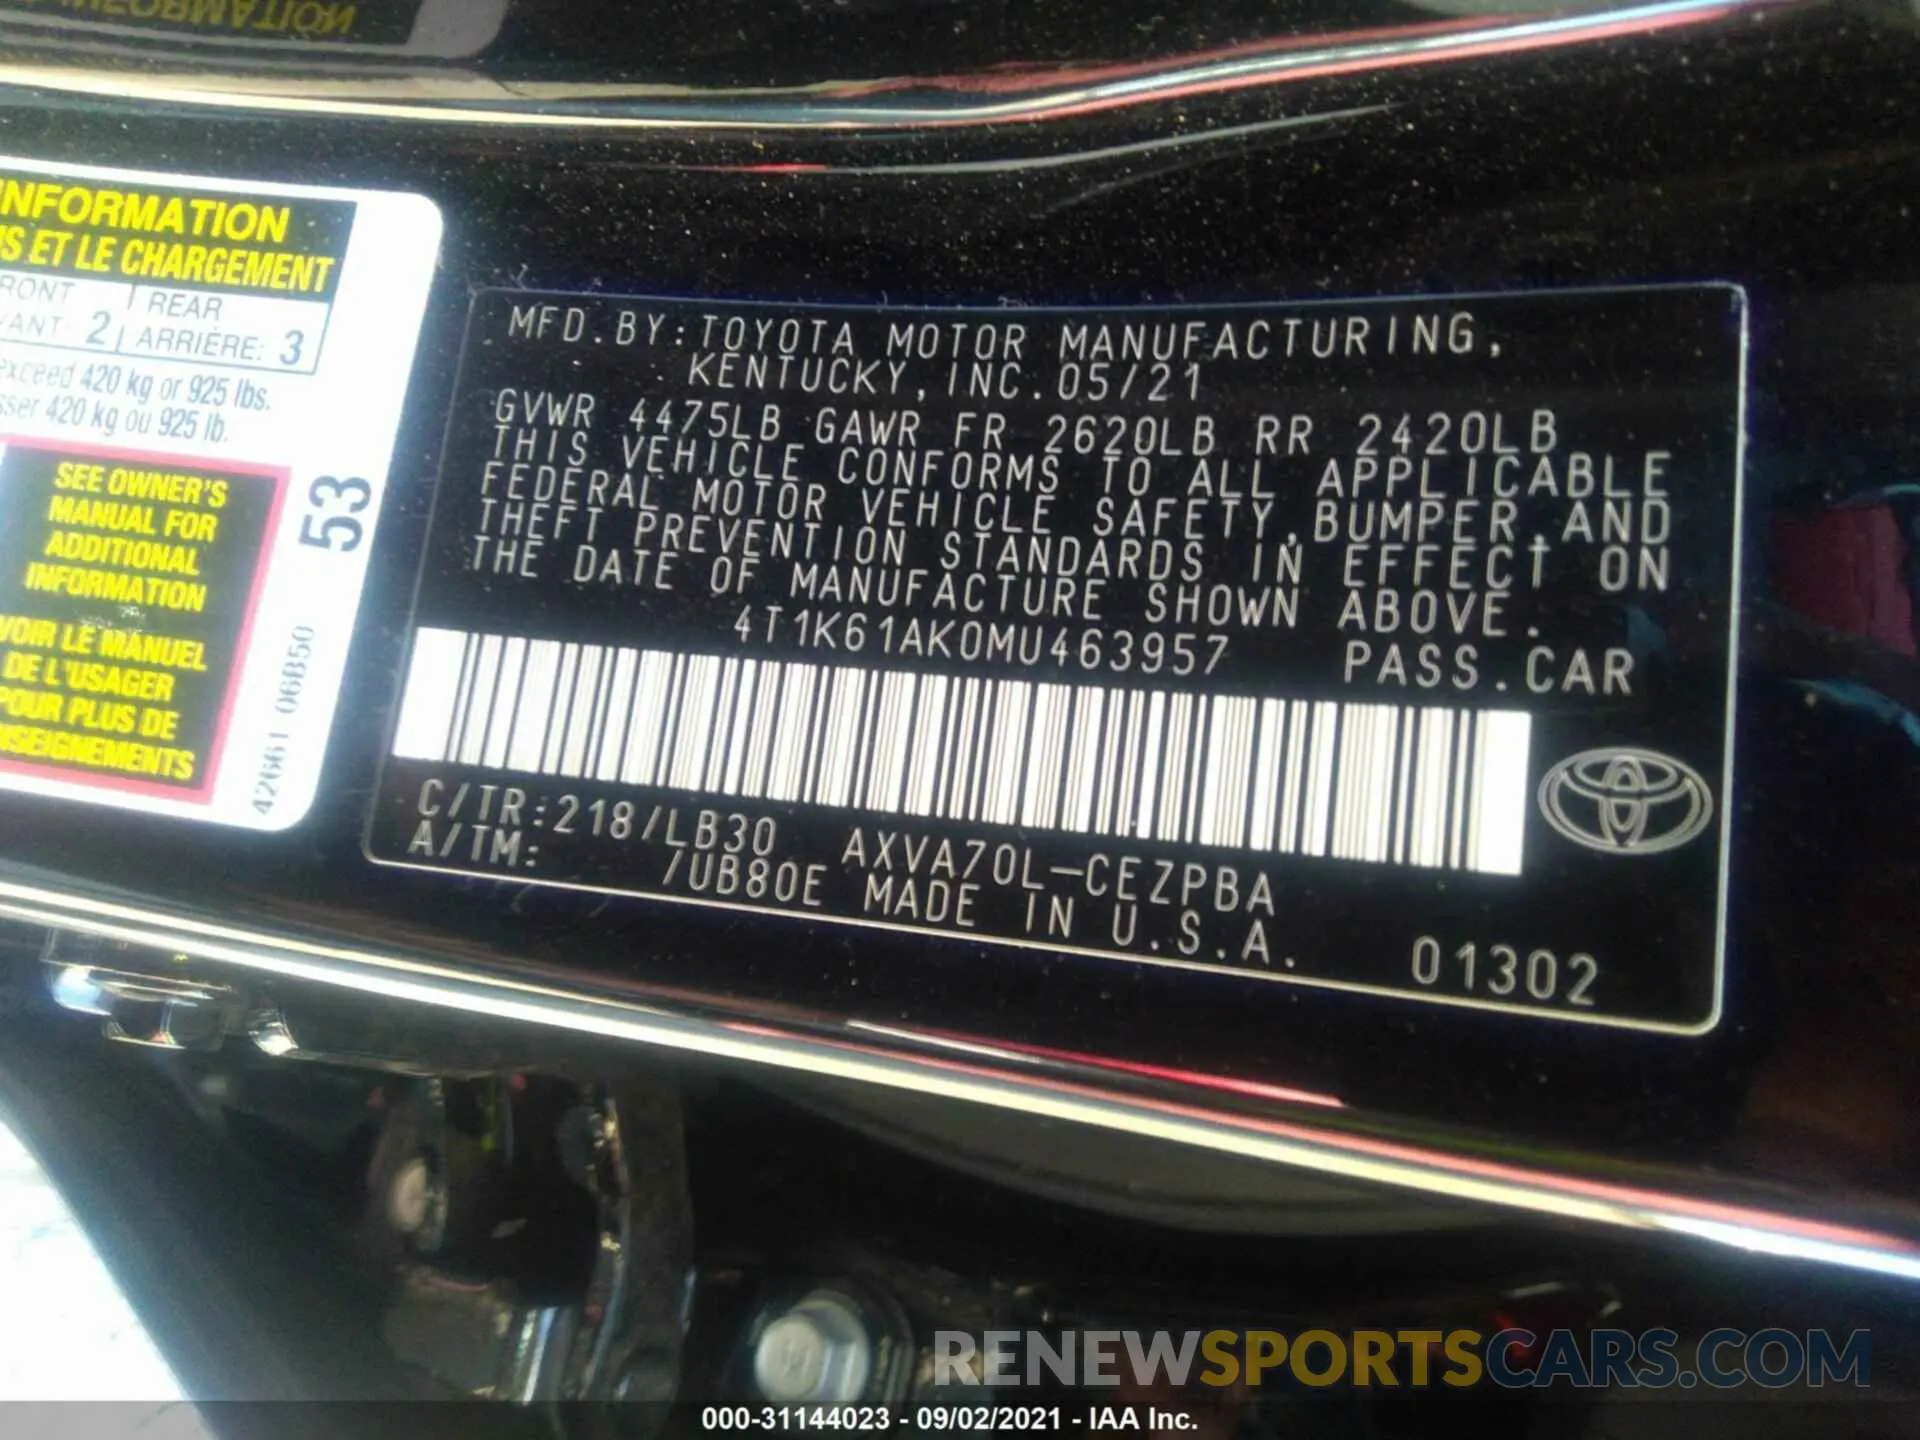 INFORMATION
INFORMATION
US ET LE CHARGEMENT
FRONT REAR
AVANT: 2 ARRIÈRE: 3
exceed 420 kg or 925 lbs.
420 kg ou 925 lb.
SEE OWNER'S
MANUAL FOR
ADDITIONAL
INFORMATION
VOIR LE MANUEL
DE L'USAGER
POUR PLUS DE
NSEIGNEMENTS
53
42661 06B50
MFD.BY:TOYOTA MOTOR MANUFACTURING,
KENTUCKY,INC.05/21
GVWR 4475LB GAWR FR 2620LB RR 2420LB
THIS VEHICLE CONFORMS TO ALL APPLICABLE
FEDERAL MOTOR VEHICLE SAFETY,BUMPER,AND
THEFT PREVENTION STANDARDS IN EFFECT ON
THE DATE OF MANUFACTURE SHOWN ABOVE.
4T1K61AK0MU463957 PASS.CAR
C/TR:218/LB30 AXVA70L-CEZPBA
A/TM: /UB80E MADE IN U.S.A.
01302
RENEWSPORTSCARS.COM
000-31144023 - 09/02/2021 - IAA Inc.